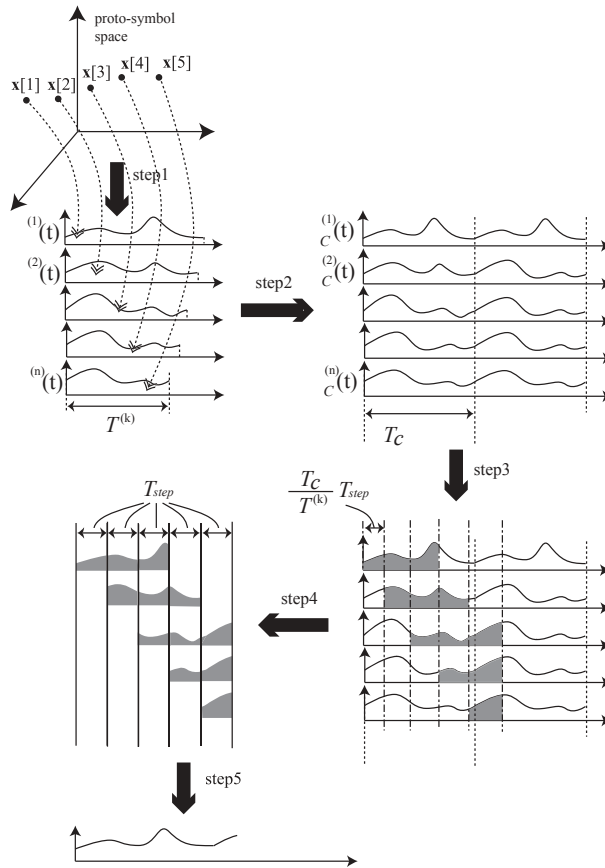 proto-symbol
space
x[1] x[2] x[3] x[4] x[5]
step1
(1)(t)
(2)(t)
(n)(t)
T(k)
step2
C(1)(t)
C(2)(t)
C(n)(t)
Tc
step3
Tc
T(k) Tstep
Tstep
step4
step5